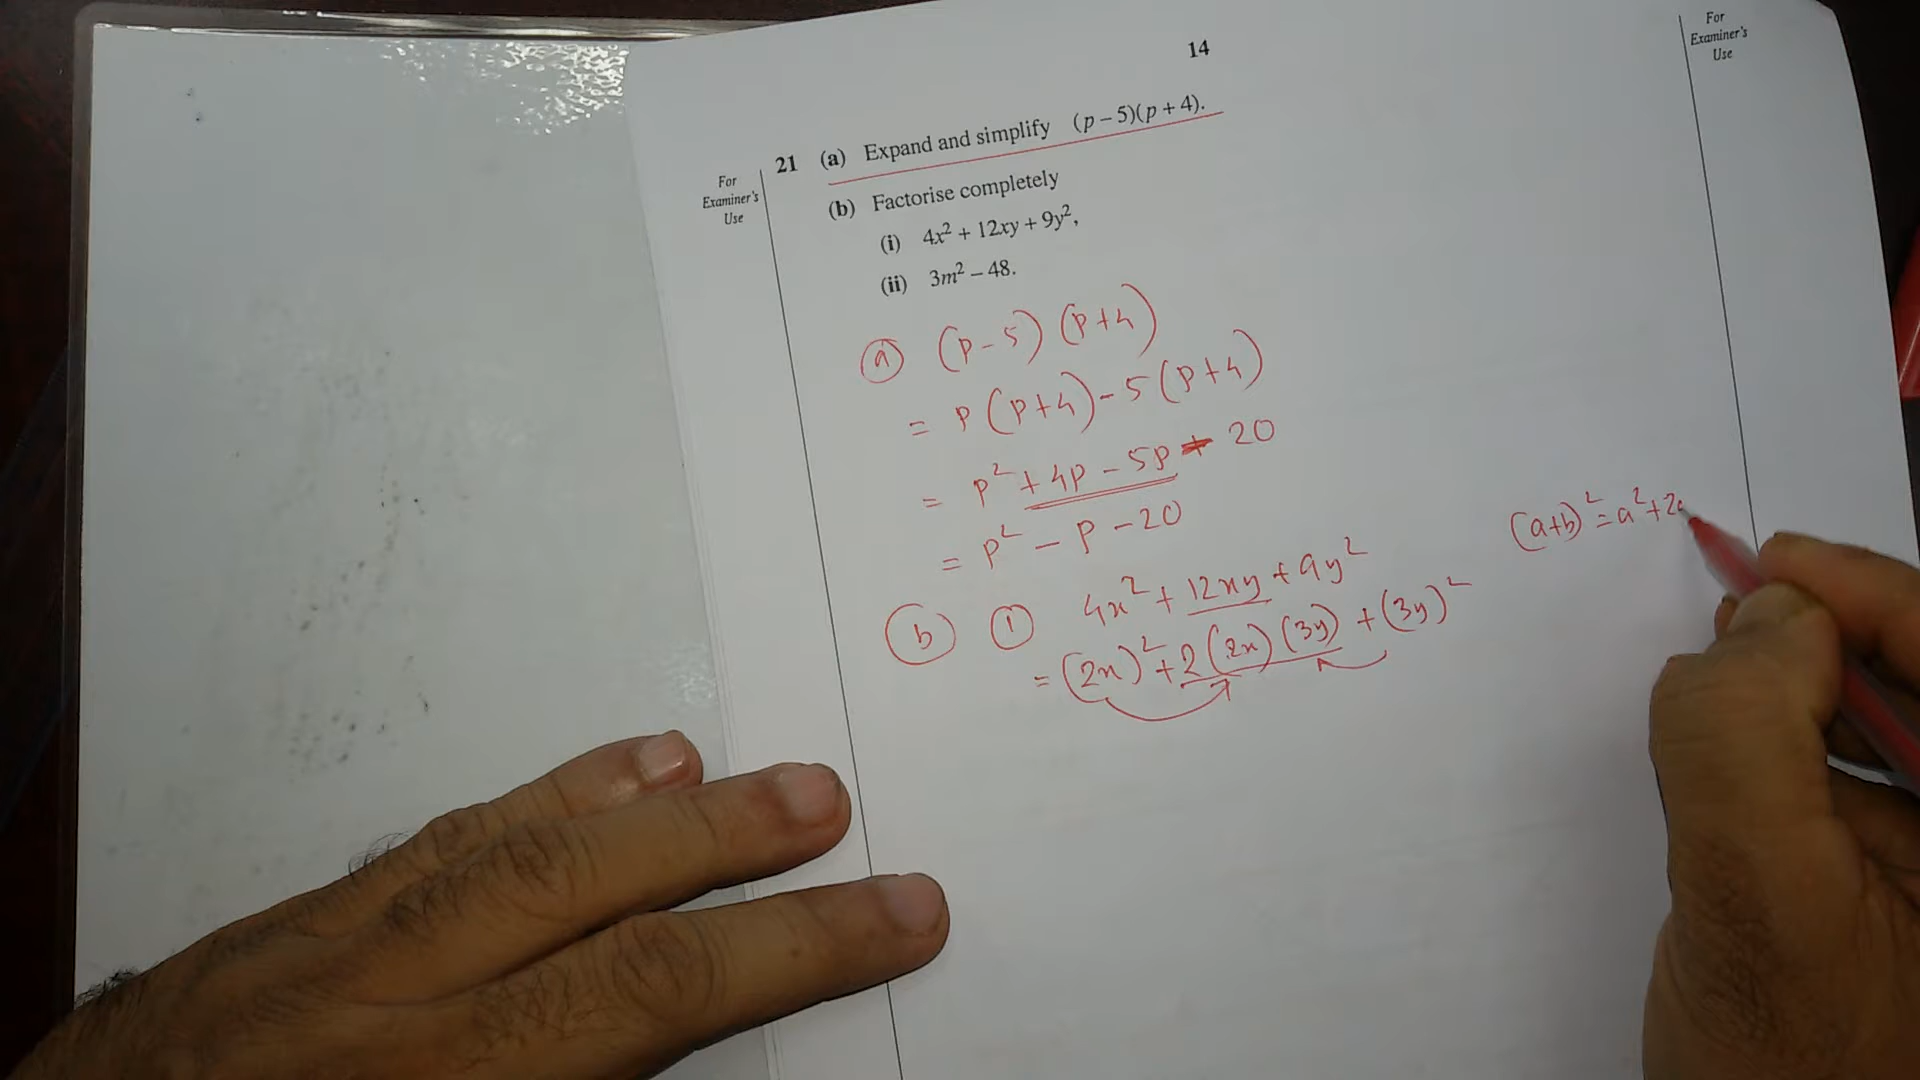 14
For
Examiner's
Use
For
Examiner's
Use
21 (a) Expand and simplify (p – 5)(p + 4).
(b) Factorise completely
(i) 4x² + 12xy + 9y²,
(ii) 3m² – 48.
(a) (p - 5) (p+4)
= p (p+4) - 5 (p+4)
= p² + 4p - 5p - 20
= p² - p - 20
(b) (1) 4x² + 12xy + 9y²
= (2x)² + 2 (2x) (3y) + (3y)²
(a+b)² = a² + 2a